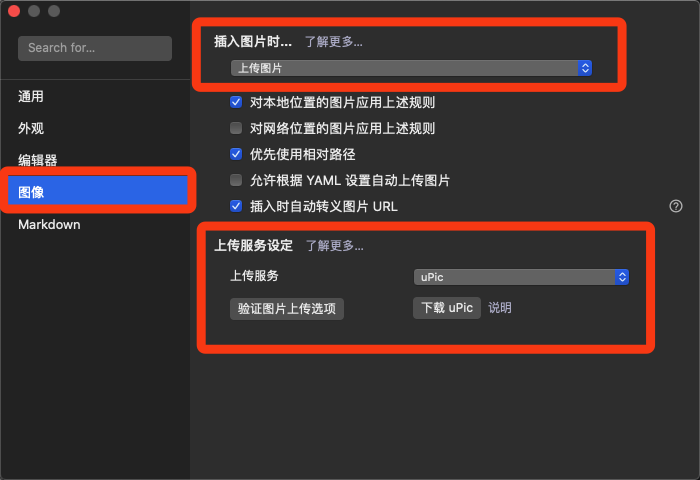 Search for...
通用
外观
编辑器
图像
Markdown
插入图片时... 了解更多...
上传图片
对本地位置的图片应用上述规则
对网络位置的图片应用上述规则
优先使用相对路径
允许根据 YAML 设置自动上传图片
插入时自动转义图片 URL
?
上传服务设定 了解更多...
上传服务 uPic
验证图片上传选项 下载 uPic 说明